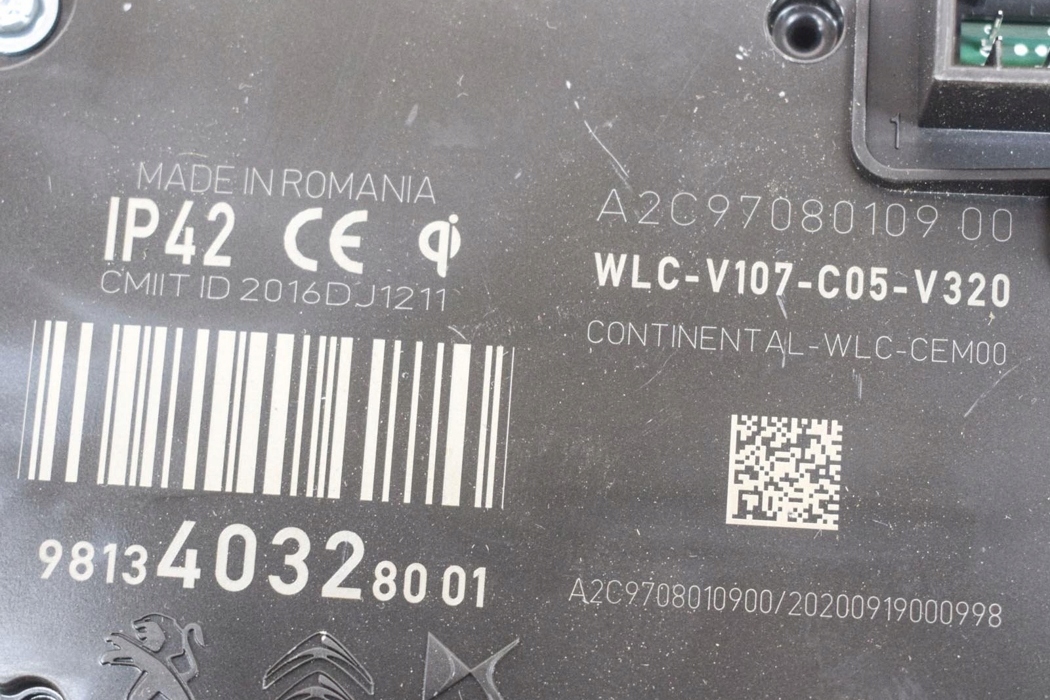 MADE IN ROMANIA
IP42 CE qi
CMIIT ID 2016DJ1211
9813403280 01
A2C97080109 00
WLC-V107-C05-V320
CONTINENTAL-WLC-CEM00
A2C9708010900/20200919000998
1